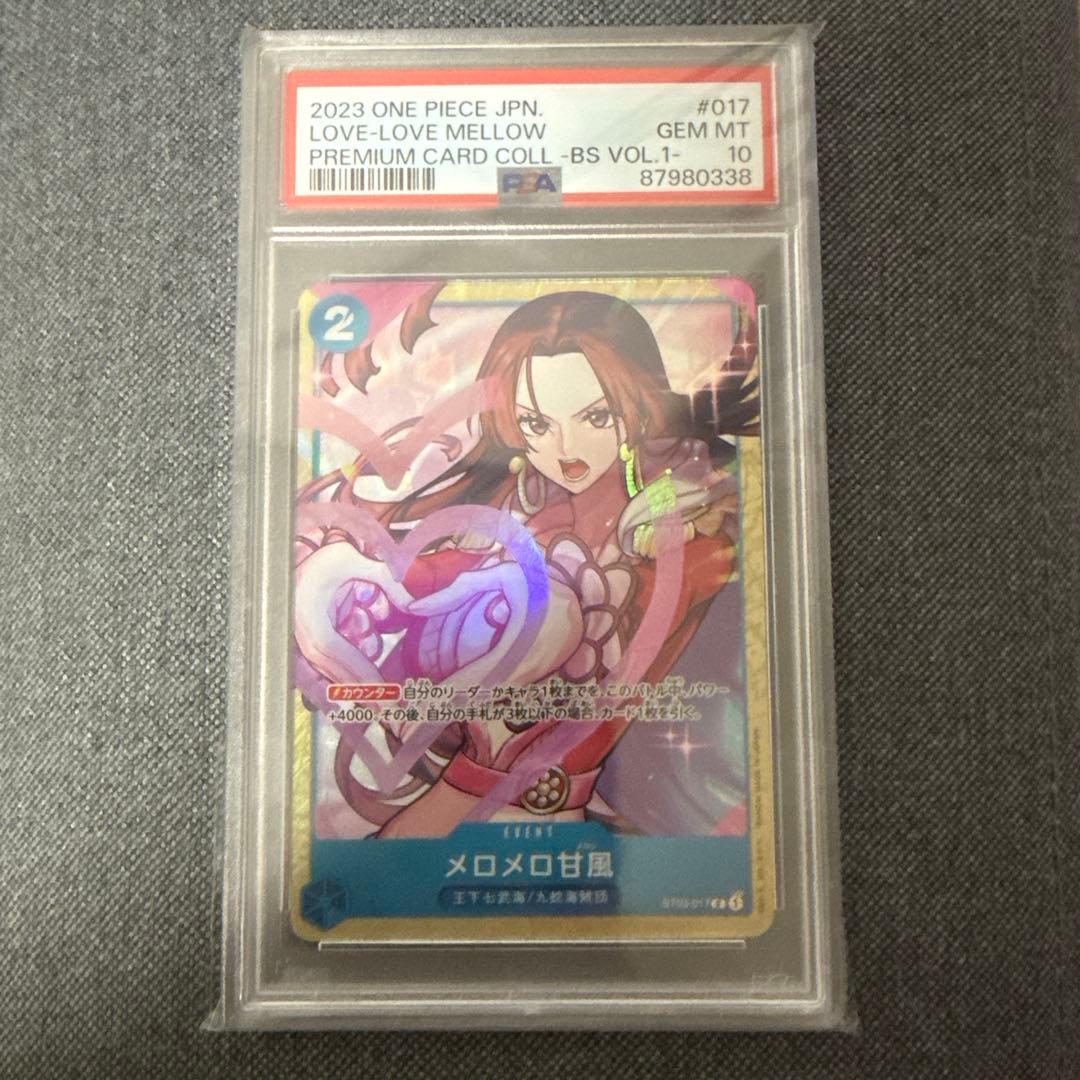 2023 ONE PIECE JPN. #017
LOVE-LOVE MELLOW GEM MT
PREMIUM CARD COLL -BS VOL.1- 10
PSA 87980338
2
カウンター 自分のリーダーかキャラ1枚までを、このバトル中、パワー
+4000。その後、自分の手札が3枚以下の場合、カード1枚を引く。
EVENT
メロメロ甘風
王下七武海/九蛇海賊団
ST03-017 C 1